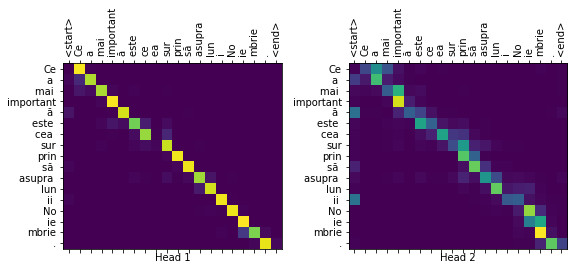 <start> Ce a mai important ă este ce ea sur prin să asupra lun i No ie mbrie . <end>
Ce
a
mai
important
ă
este
cea
sur
prin
să
asupra
lun
ii
No
ie
mbrie
.
Head 1
<start> Ce a mai important ă este ce ea sur prin să asupra lun i No ie mbrie . <end>
Ce
a
mai
important
ă
este
cea
sur
prin
să
asupra
lun
ii
No
ie
mbrie
.
Head 2